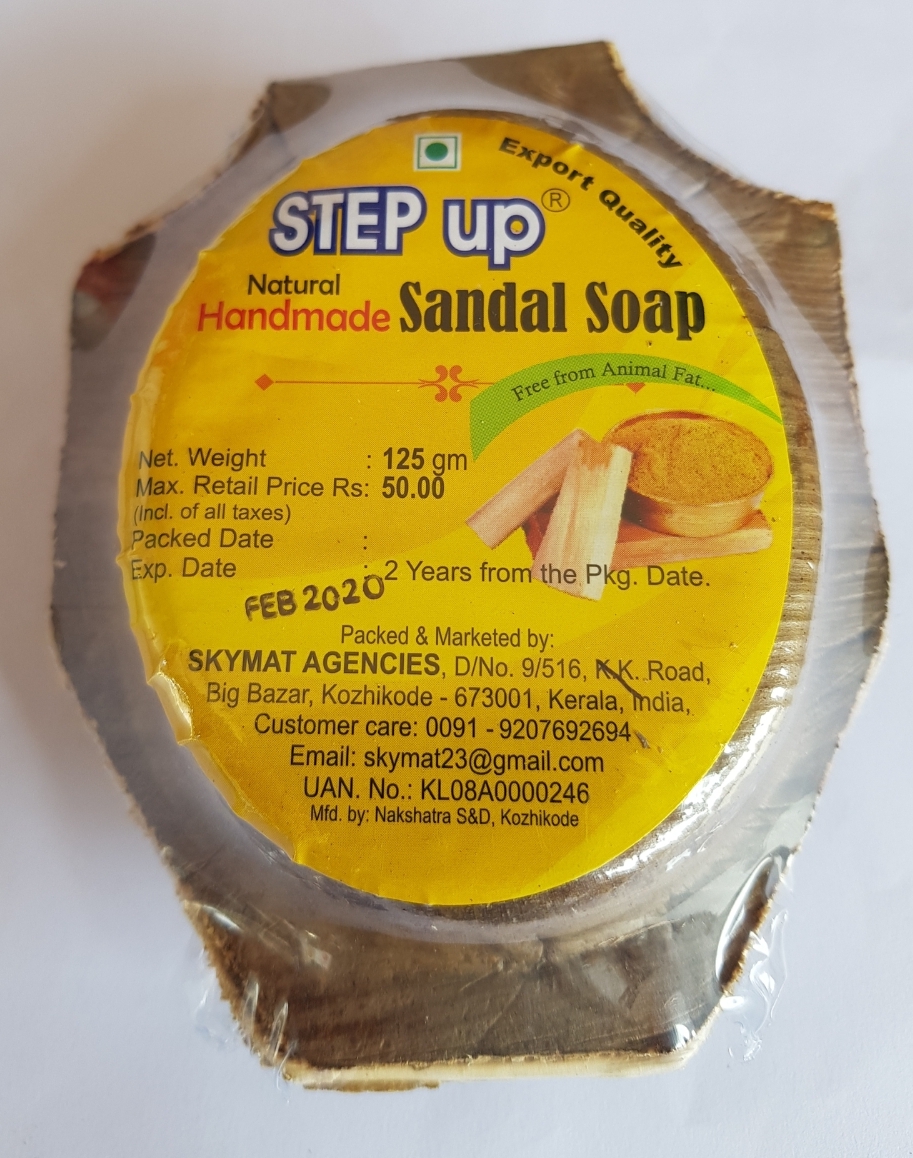 Export Quality
STEP up®
Natural
Handmade Sandal Soap
Free from Animal Fat...
Net. Weight : 125 gm
Max. Retail Price Rs: 50.00
(Incl. of all taxes)
Packed Date :
Exp. Date : 2 Years from the Pkg. Date.
FEB 2020
Packed & Marketed by:
SKYMAT AGENCIES, D/No. 9/516, K.K. Road,
Big Bazar, Kozhikode - 673001, Kerala, India,
Customer care: 0091 - 9207692694
Email: skymat23@gmail.com
UAN. No.: KL08A0000246
Mfd. by: Nakshatra S&D, Kozhikode